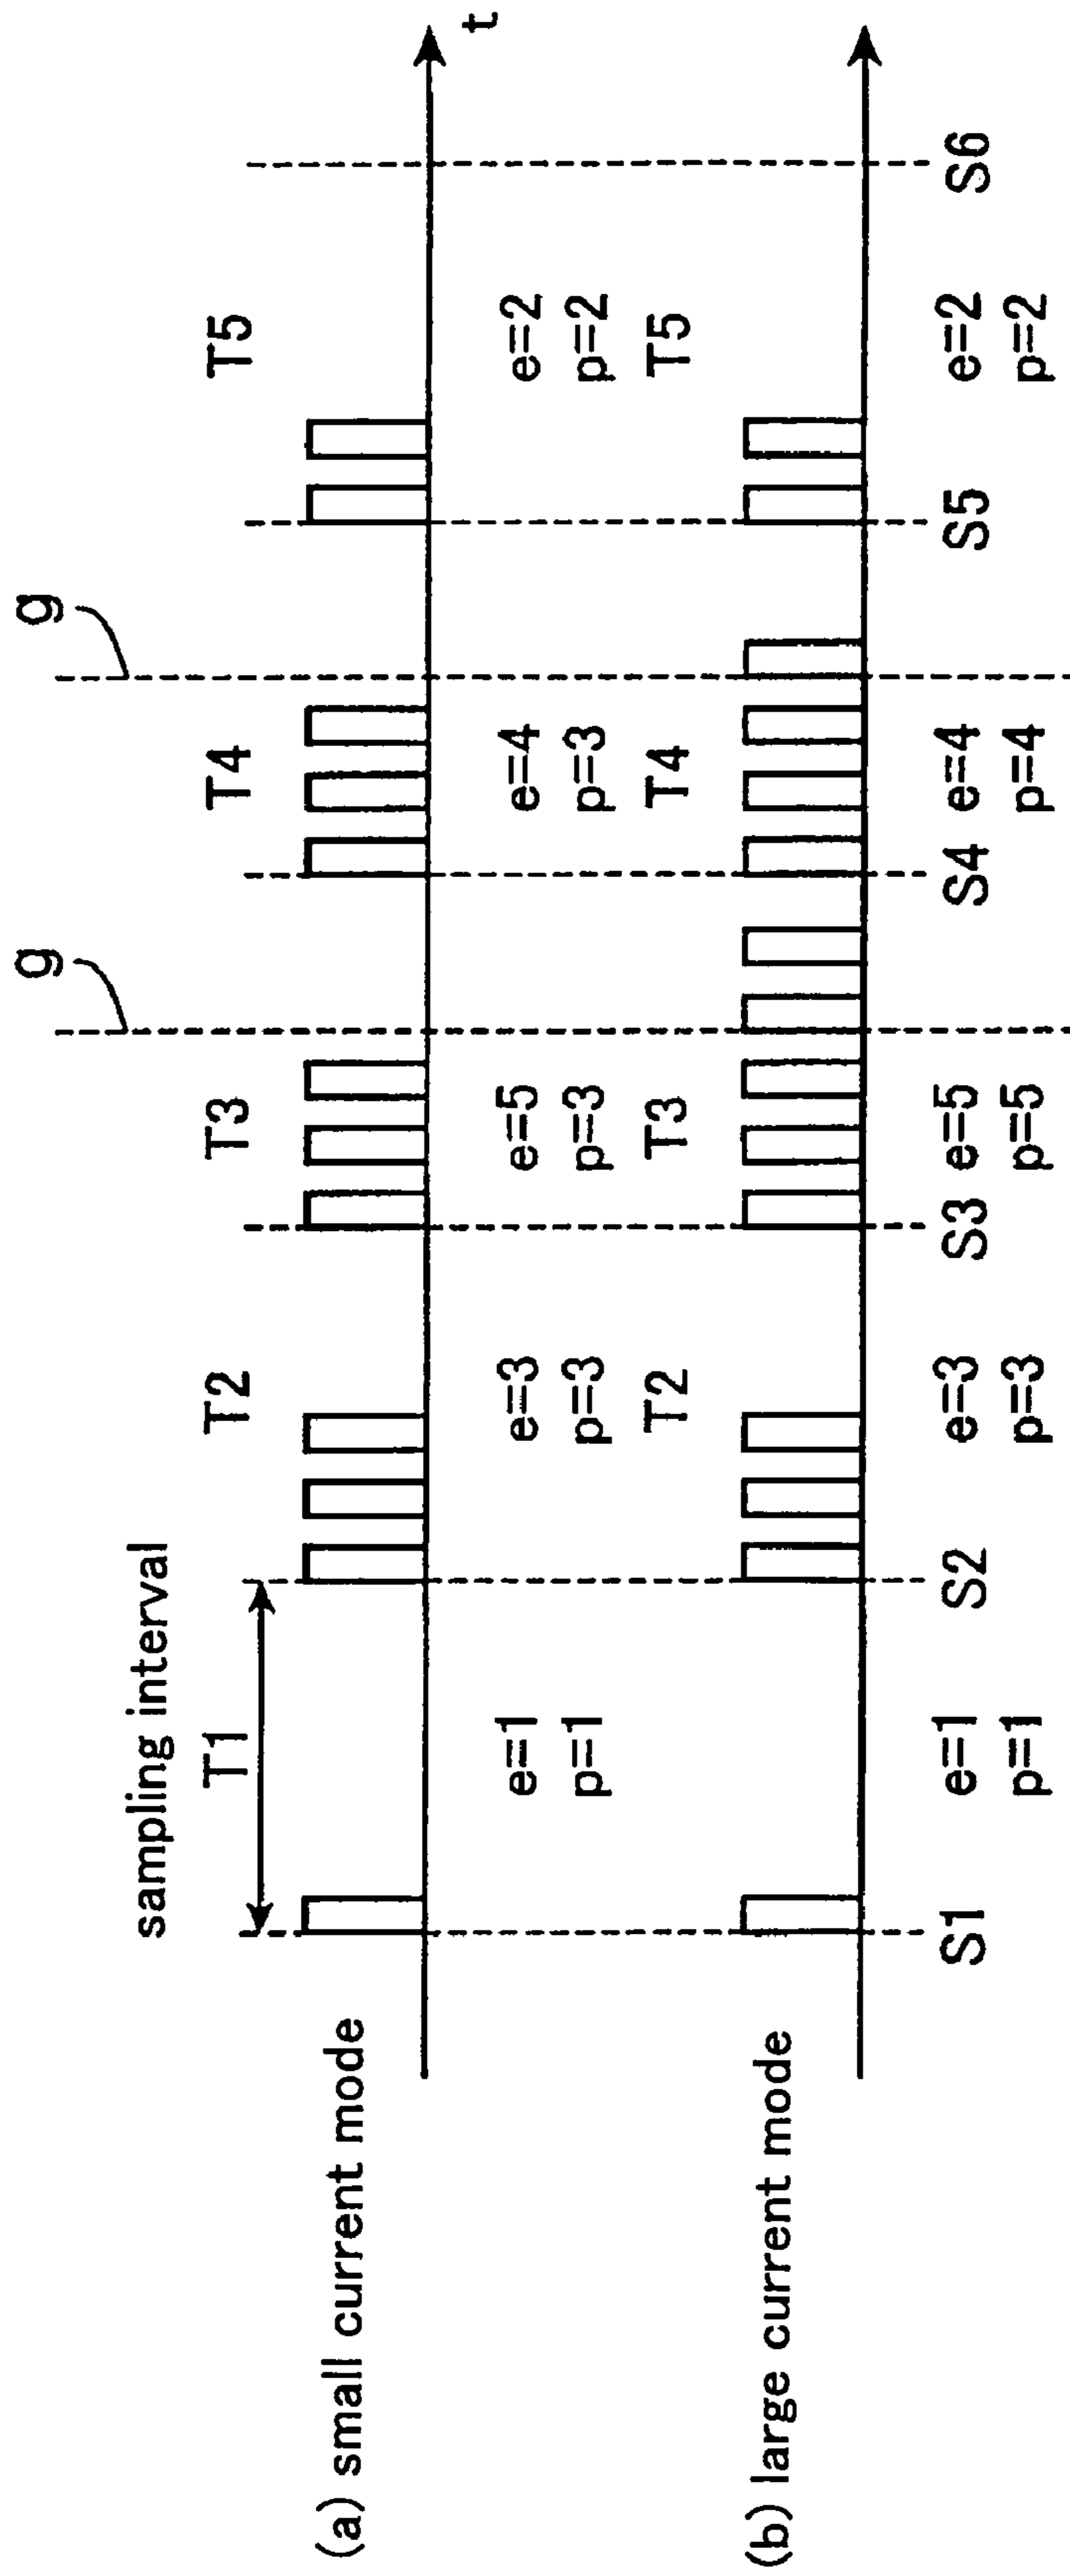 g g
sampling interval
T1 T2 T3 T4 T5
(a) small current mode
t
e=1 e=3 e=5 e=4 e=2
p=1 p=3 p=3 p=3 p=2
T2 T3 T4 T5
(b) large current mode
S1 S2 S3 S4 S5 S6
e=1 e=3 e=5 e=4 e=2
p=1 p=3 p=5 p=4 p=2